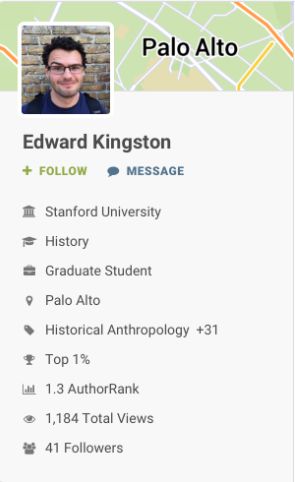 Palo Alto
Edward Kingston
+ FOLLOW MESSAGE
Stanford University
History
Graduate Student
Palo Alto
Historical Anthropology +31
Top 1%
1.3 AuthorRank
1,184 Total Views
41 Followers